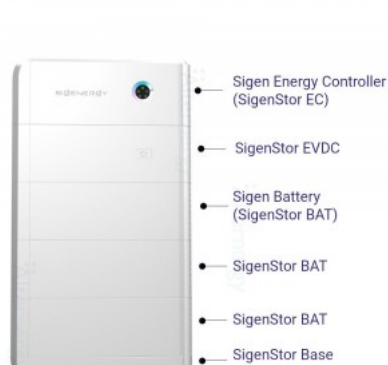 SIGENERGY
Sigen Energy Controller
(SigenStor EC)
SigenStor EVDC
Sigen Battery
(SigenStor BAT)
SigenStor BAT
SigenStor BAT
SigenStor Base